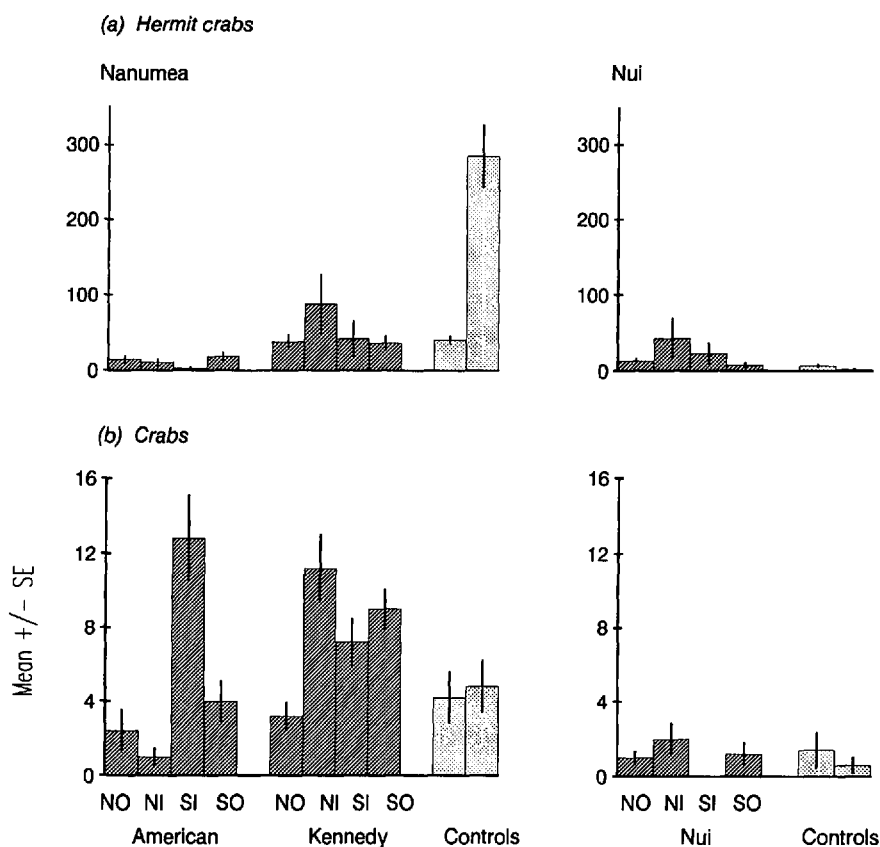 (a) Hermit crabs
Nanumea
Nui
300
200
100
0
300
200
100
0
(b) Crabs
16
12
8
4
0
16
12
8
4
0
Mean +/- SE
NO NI SI SO NO NI SI SO NO NI SI SO
American Kennedy Controls Nui Controls